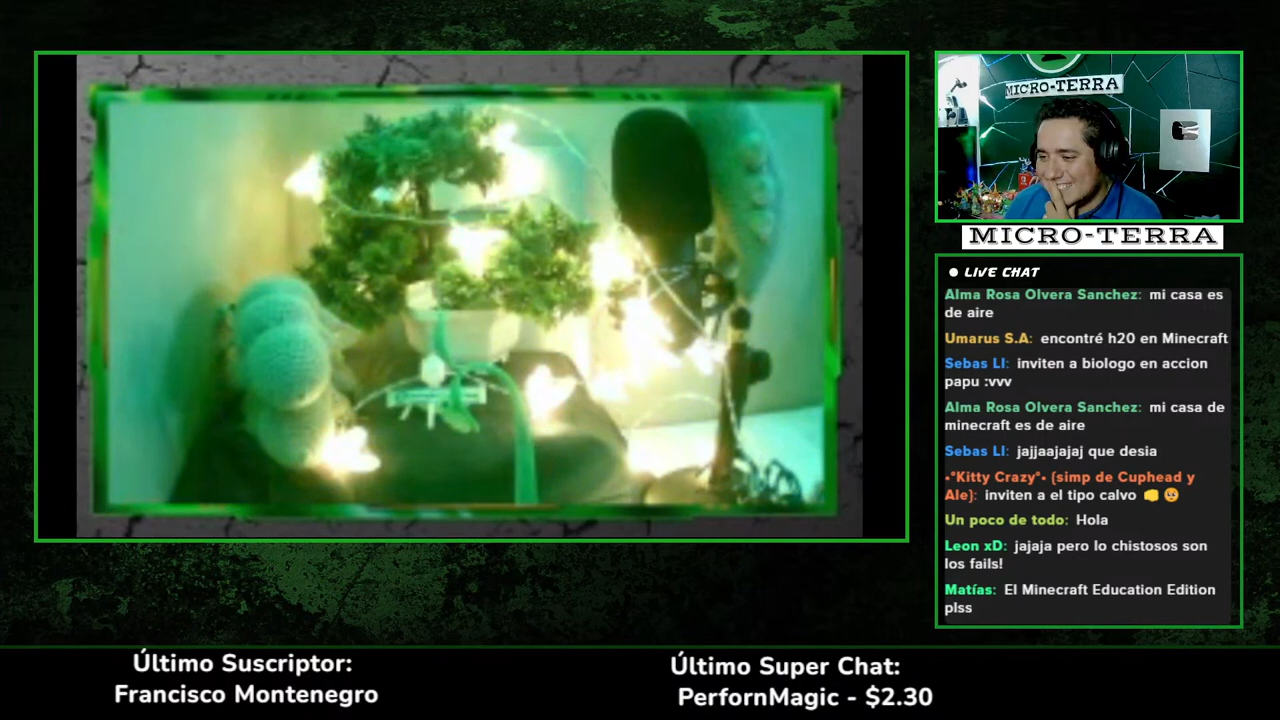 MICRO-TERRA
MICRO-TERRA
LIVE CHAT
Alma Rosa Olvera Sanchez: mi casa es
de aire
Umarus S.A: encontré h20 en Minecraft
Sebas LI: inviten a biologo en accion
papu :vvv
Alma Rosa Olvera Sanchez: mi casa de
minecraft es de aire
Sebas LI: jajjaajajaj que desia
•°Kitty Crazy°• (simp de Cuphead y
Ale): inviten a el tipo calvo 👊🥺
Un poco de todo: Hola
Leon xD: jajaja pero lo chistosos son
los fails!
Matías: El Minecraft Education Edition
plss
Último Suscriptor:
Francisco Montenegro
Último Super Chat:
PerfornMagic - $2.30